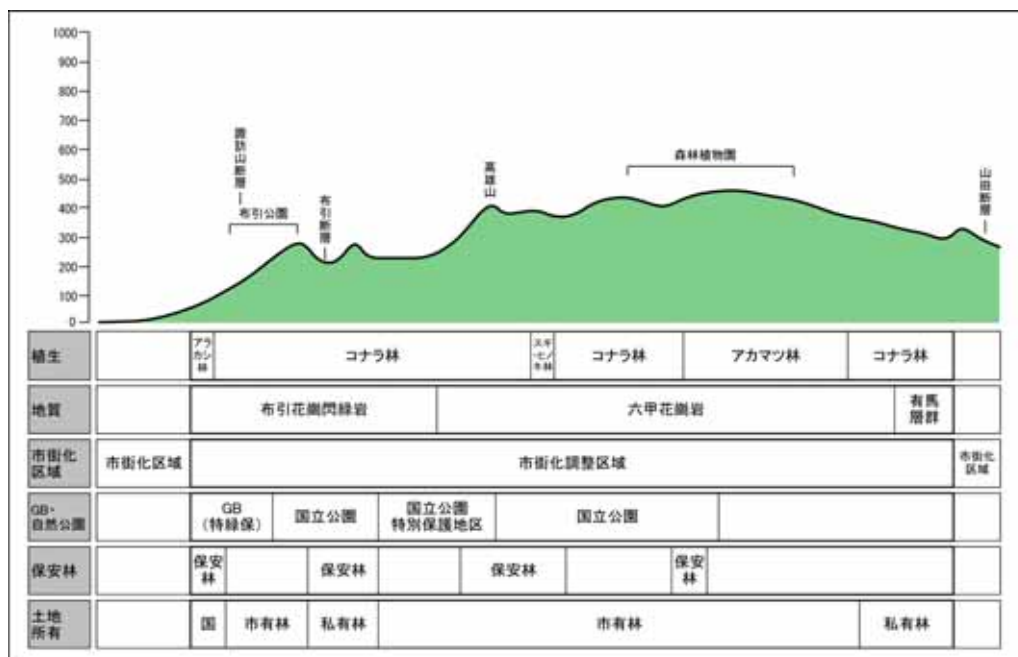 1000
900
800
700
600
500
400
300
200
100
0
諏訪山断層
布引公園
布引断層
高雄山
森林植物園
山田断層
植生
アラカシ林
コナラ林
スギ・ヒノキ林
コナラ林
アカマツ林
コナラ林
地質
布引花崗閃緑岩
六甲花崗岩
有馬
層群
市街化
区域
市街化区域
市街化調整区域
市街化
区域
GB・
自然公園
GB
(特緑保)
国立公園
国立公園
特別保護地区
国立公園
保安林
保安
林
保安林
保安林
保安
林
土地
所有
国
市有林
私有林
市有林
私有林